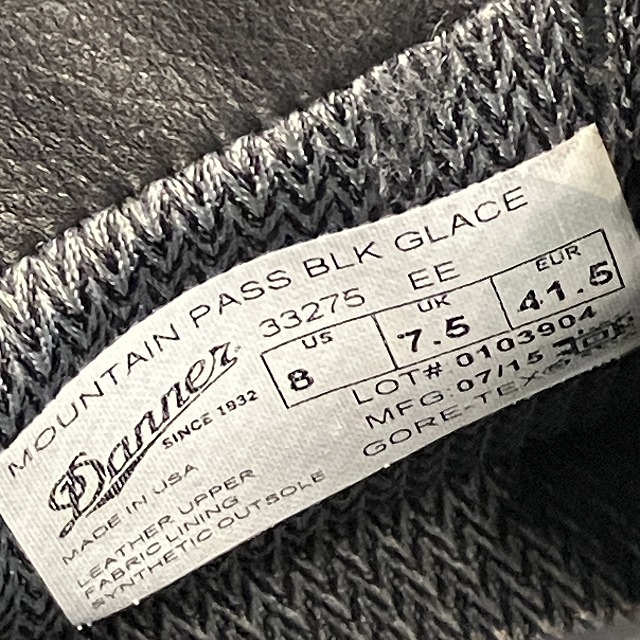 MOUNTAIN PASS BLK GLACE
33275 EE
Danner
SINCE 1932
US UK EUR
8 7.5 41.5
LOT# 0103904
MFG: 07/15
GORE-TEX
MADE IN USA
LEATHER UPPER
FABRIC LINING
SYNTHETIC OUTSOLE